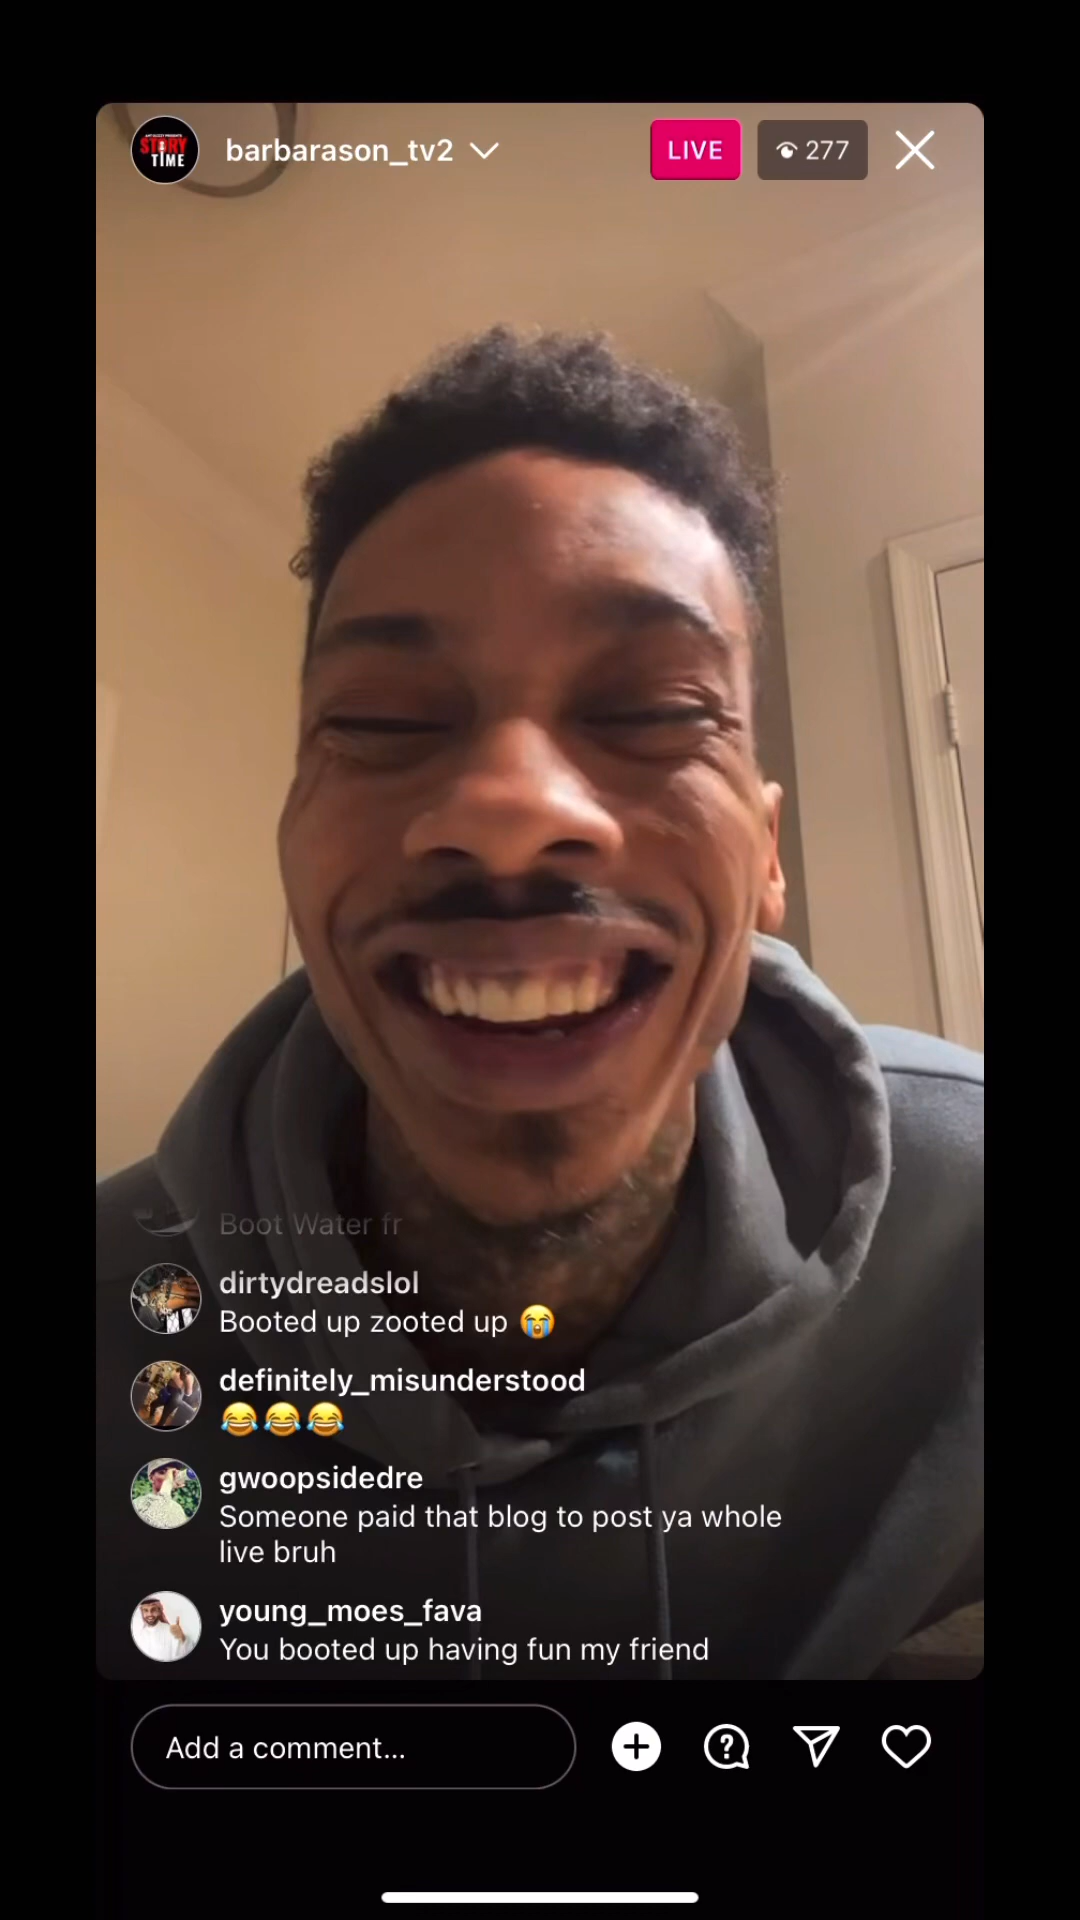 STORY
TIME
barbarason_tv2
LIVE
277
Boot Water fr
dirtydreadslol
Booted up zooted up 😭
definitely_misunderstood
😂😂😂
gwoopsidedre
Someone paid that blog to post ya whole
live bruh
young_moes_fava
You booted up having fun my friend
Add a comment...